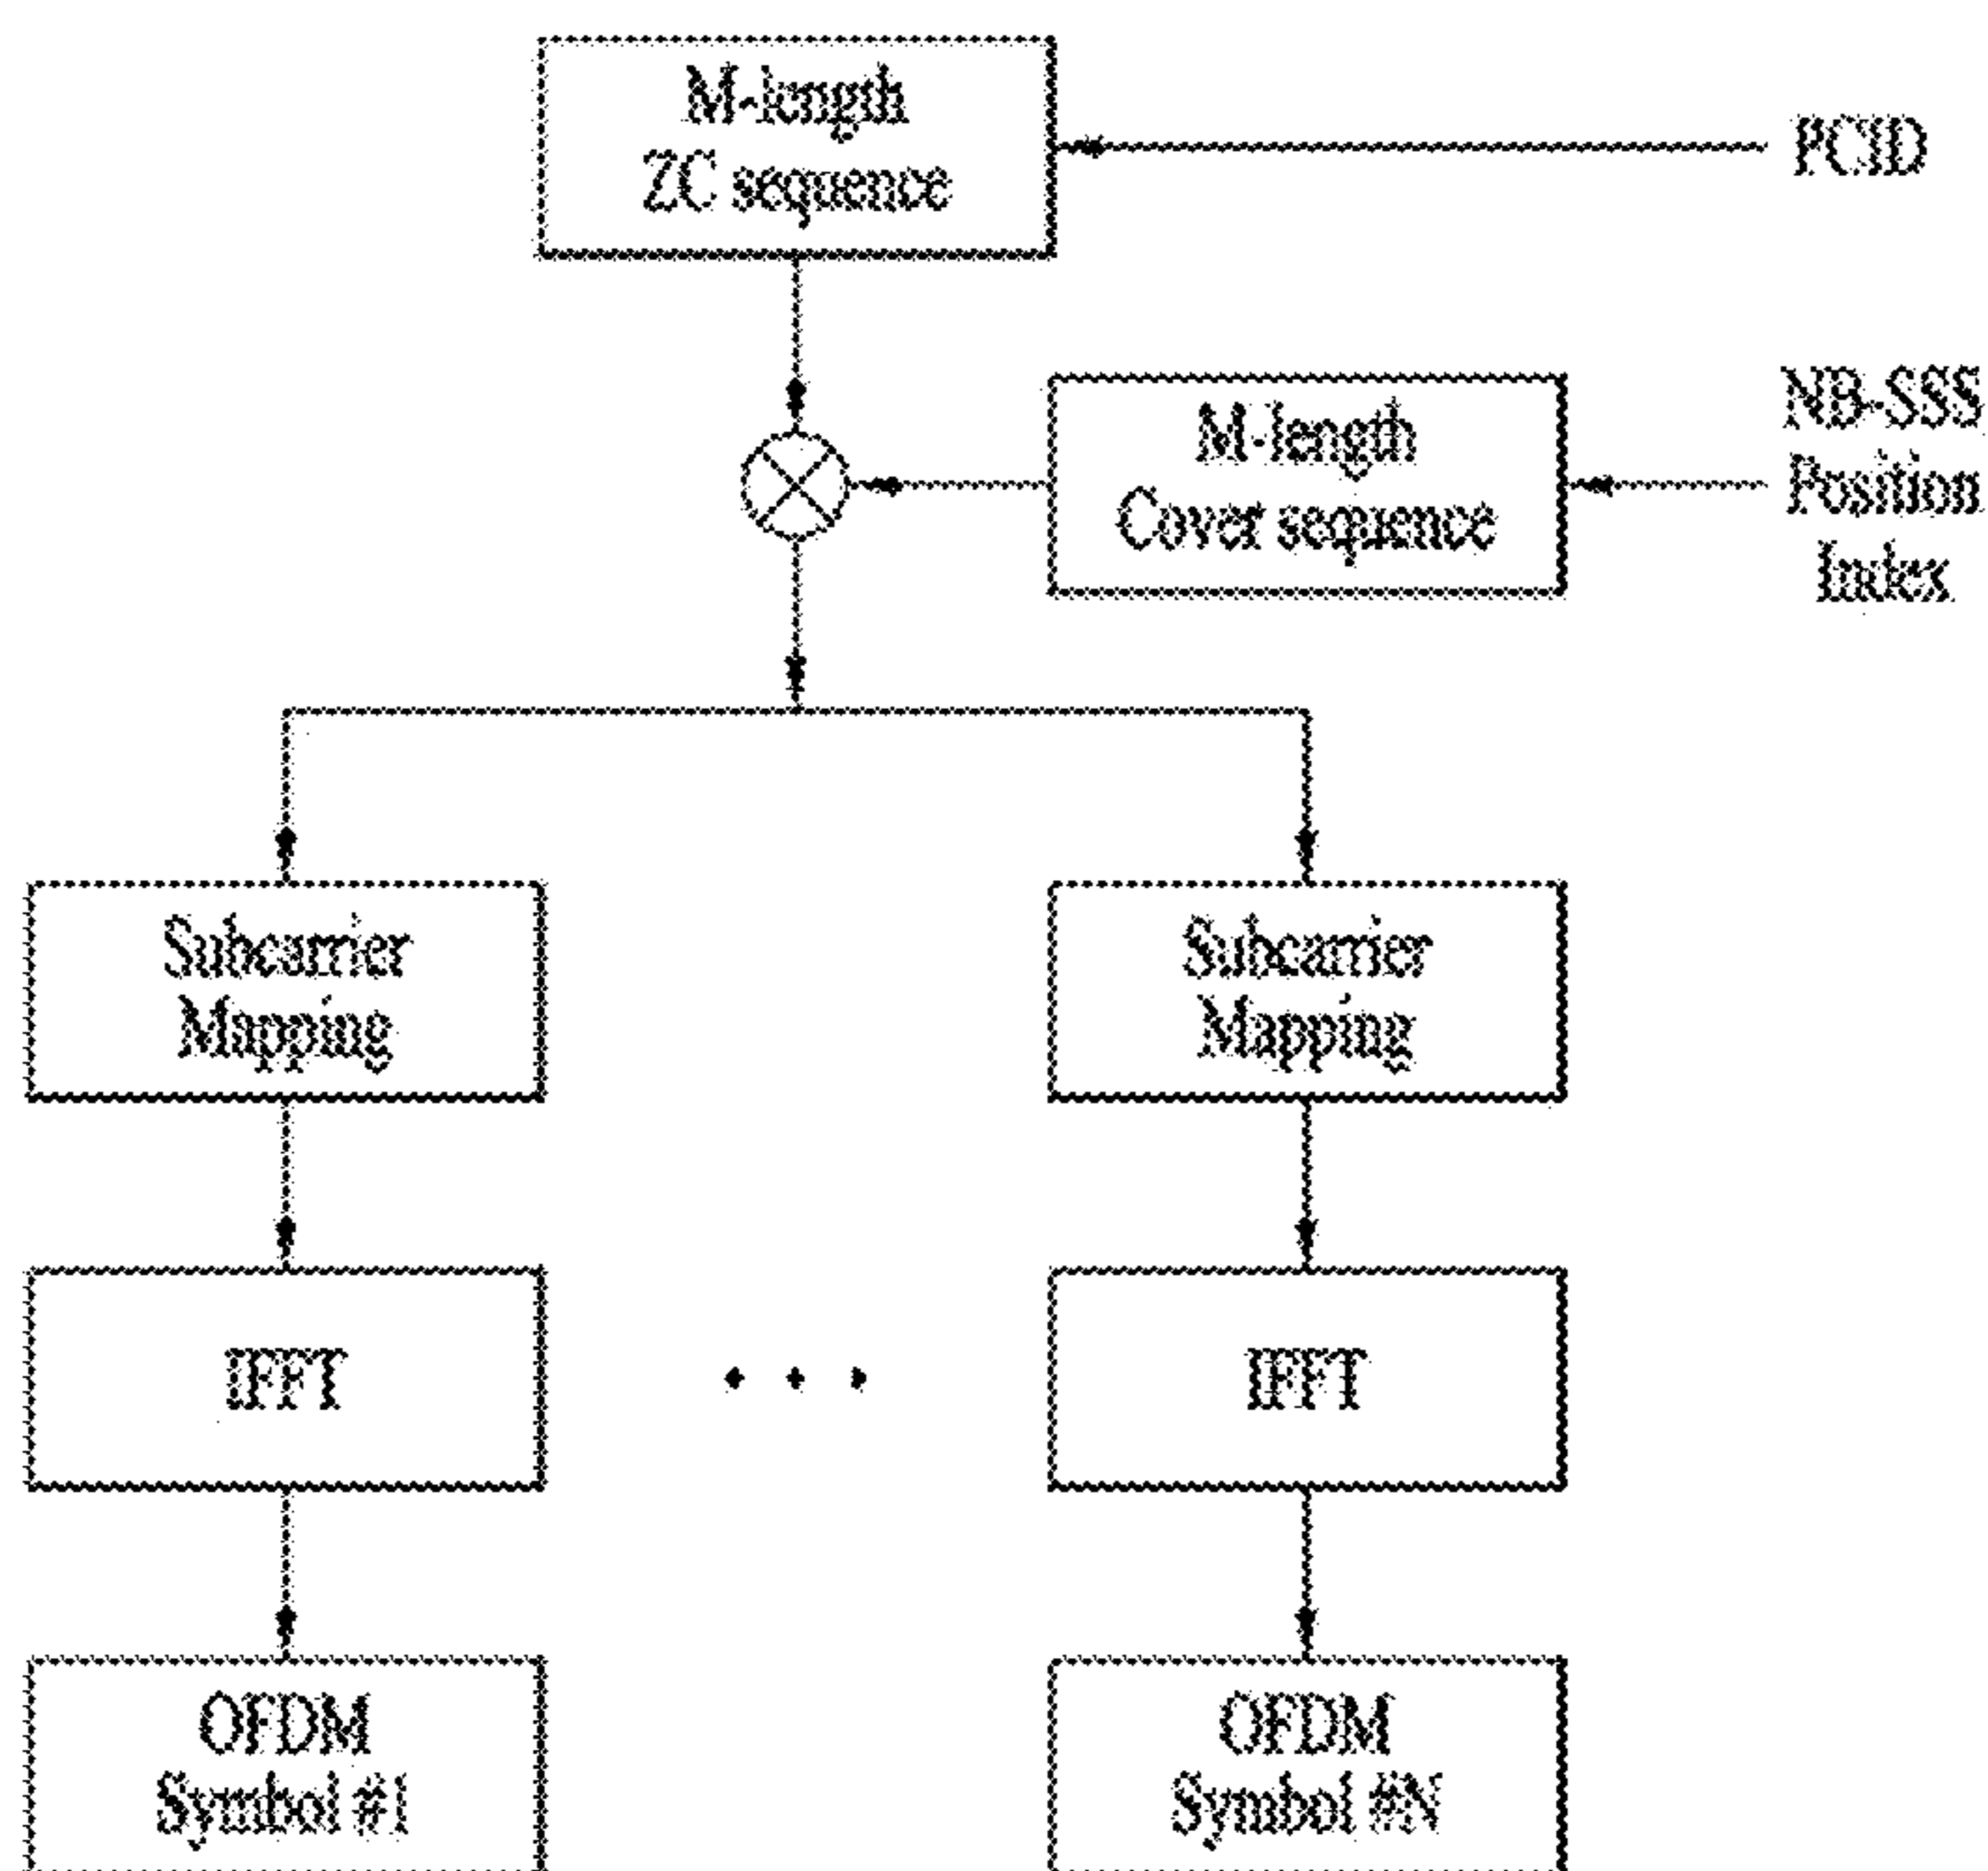 M-length
ZC sequence
PCID
M-length
Cover sequence
NB-SSS
Position
Index
Subcarrier
Mapping
Subcarrier
Mapping
IFFT
IFFT
OFDM
Symbol #1
OFDM
Symbol #N